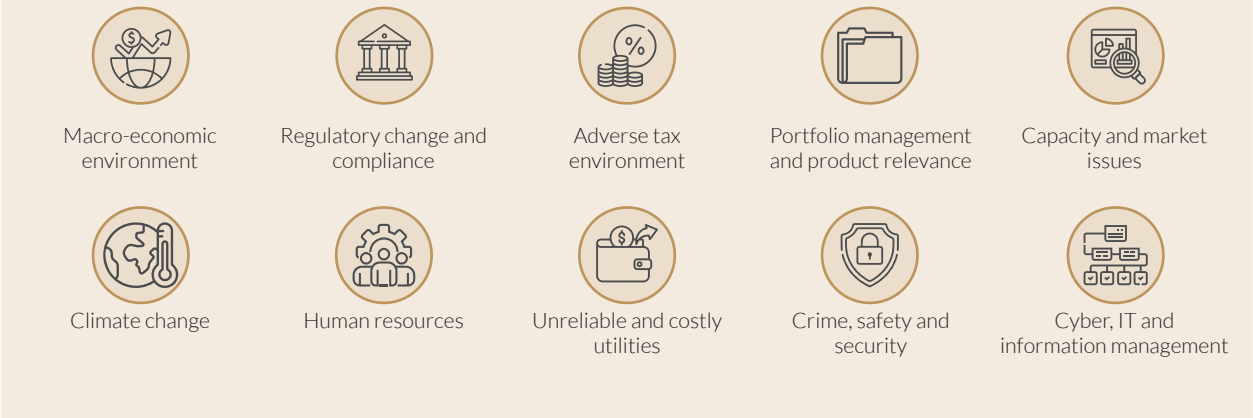 Macro-economic
environment
Regulatory change and
compliance
Adverse tax
environment
Portfolio management
and product relevance
Capacity and market
issues
Climate change
Human resources
Unreliable and costly
utilities
Crime, safety and
security
Cyber, IT and
information management